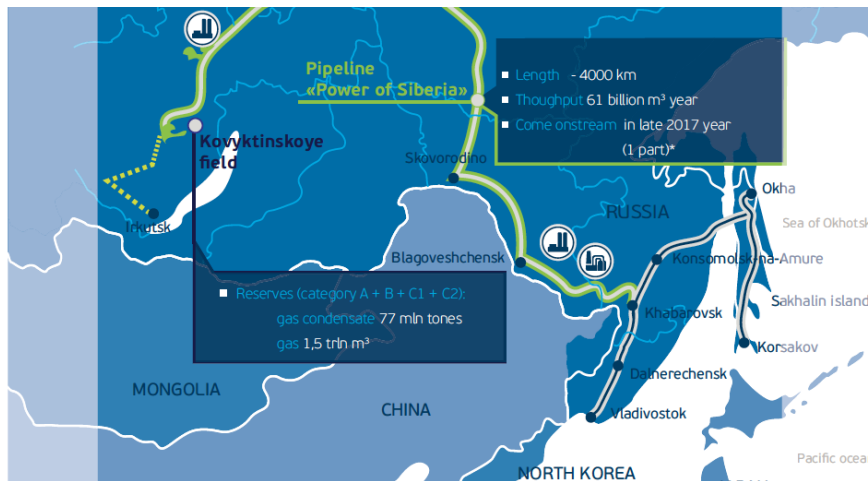 Pipeline
«Power of Siberia»
Length - 4000 km
Thoughput 61 billion m³ year
Come onstream in late 2017 year
(1 part)*
Kovyktinskoye
field
Skovorodino
Irkutsk
Okha
RUSSIA
Sea of Okhotsk
Blagoveshchensk
Konsomolsk-na-Amure
Reserves (category A + B + C1 + C2):
gas condensate 77 mln tones
gas 1,5 trln m³
Khabarovsk
Sakhalin island
Korsakov
Dalnerechensk
MONGOLIA
CHINA
Vladivostok
Pacific ocea
NORTH KOREA